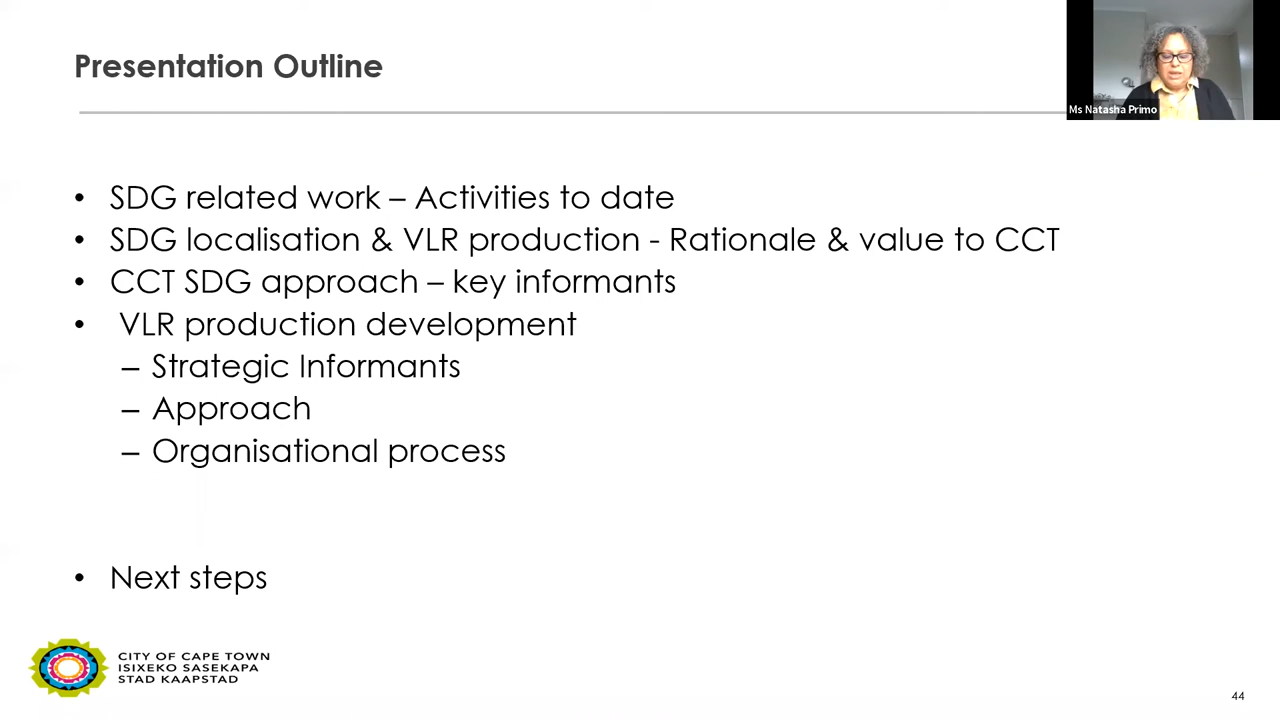 Presentation Outline
Ms Natasha Primo
• SDG related work – Activities to date
• SDG localisation & VLR production - Rationale & value to CCT
• CCT SDG approach – key informants
• VLR production development
– Strategic Informants
– Approach
– Organisational process
• Next steps
CITY OF CAPE TOWN
ISIXEKO SASEKAPA
STAD KAAPSTAD
44